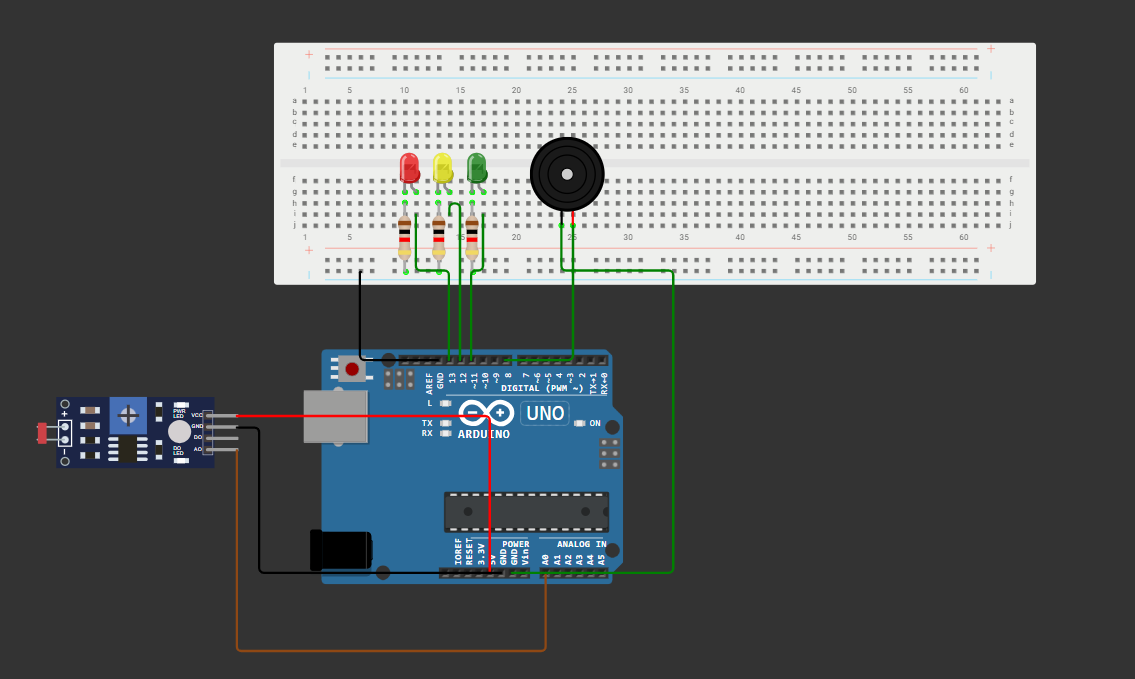 + +
1 5 10 15 20 25 30 35 40 45 50 55 60
a a
b b
c c
d d
e e
f f
g g
h h
i i
j j
1 5 15 20 25 30 35 40 45 50 55 60
+ +
AREF GND 13 12 ~11 ~10 ~9 8 7 ~6 ~5 4 ~3 2 TX→1 RX←0
DIGITAL (PWM ~)
L
UNO
TX
RX
ON
ARDUINO
+
PWR LED
VCC
GND
DO
DO LED
AO
IOREF RESET 3.3V 5V GND GND Vin
POWER
ANALOG IN
A0 A1 A2 A3 A4 A5